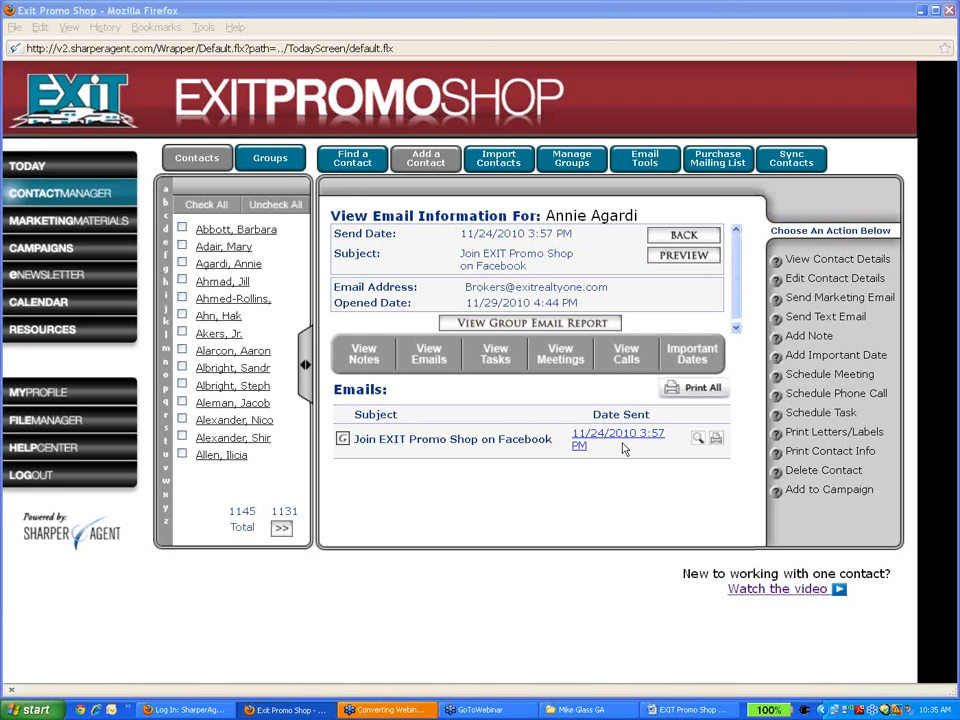 Exit Promo Shop - Mozilla Firefox
File Edit View History Bookmarks Tools Help
http://v2.sharperagent.com/Wrapper/Default.flx?path=../TodayScreen/default.flx
EXIT EXITPROMOSHOP
TODAY
CONTACTMANAGER
MARKETINGMATERIALS
CAMPAIGNS
eNEWSLETTER
CALENDAR
RESOURCES
MYPROFILE
FILEMANAGER
HELPCENTER
LOGOUT
Powered by:
SHARPER AGENT
Contacts Groups
Find a Contact
Add a Contact
Import Contacts
Manage Groups
Email Tools
Purchase Mailing List
Sync Contacts
a
b
c
d
e
f
g
h
i
j
k
l
m
n
o
p
q
r
s
t
u
v
w
x
y
z
Check All Uncheck All
Abbott, Barbara
Adair, Mary
Agardi, Annie
Ahmad, Jill
Ahmed-Rollins,
Ahn, Hak
Akers, Jr.
Alarcon, Aaron
Albright, Sandr
Albright, Steph
Aleman, Jacob
Alexander, Nico
Alexander, Shir
Allen, Ilicia
1145 1131
Total >>
View Email Information For: Annie Agardi
Send Date: 11/24/2010 3:57 PM
BACK
Subject: Join EXIT Promo Shop
on Facebook
PREVIEW
Email Address: Brokers@exitrealtyone.com
Opened Date: 11/29/2010 4:44 PM
VIEW GROUP EMAIL REPORT
View Notes
View Emails
View Tasks
View Meetings
View Calls
Important Dates
Emails:
Print All
Subject Date Sent
G Join EXIT Promo Shop on Facebook 11/24/2010 3:57
PM
Choose An Action Below
View Contact Details
Edit Contact Details
Send Marketing Email
Send Text Email
Add Note
Add Important Date
Schedule Meeting
Schedule Phone Call
Schedule Task
Print Letters/Labels
Print Contact Info
Delete Contact
Add to Campaign
New to working with one contact?
Watch the video
start
Log In: SharperAg...
Exit Promo Shop - ...
Converting Webin...
GoToWebinar
Mike Glass GA
EXIT Promo Shop ...
100%
10:35 AM